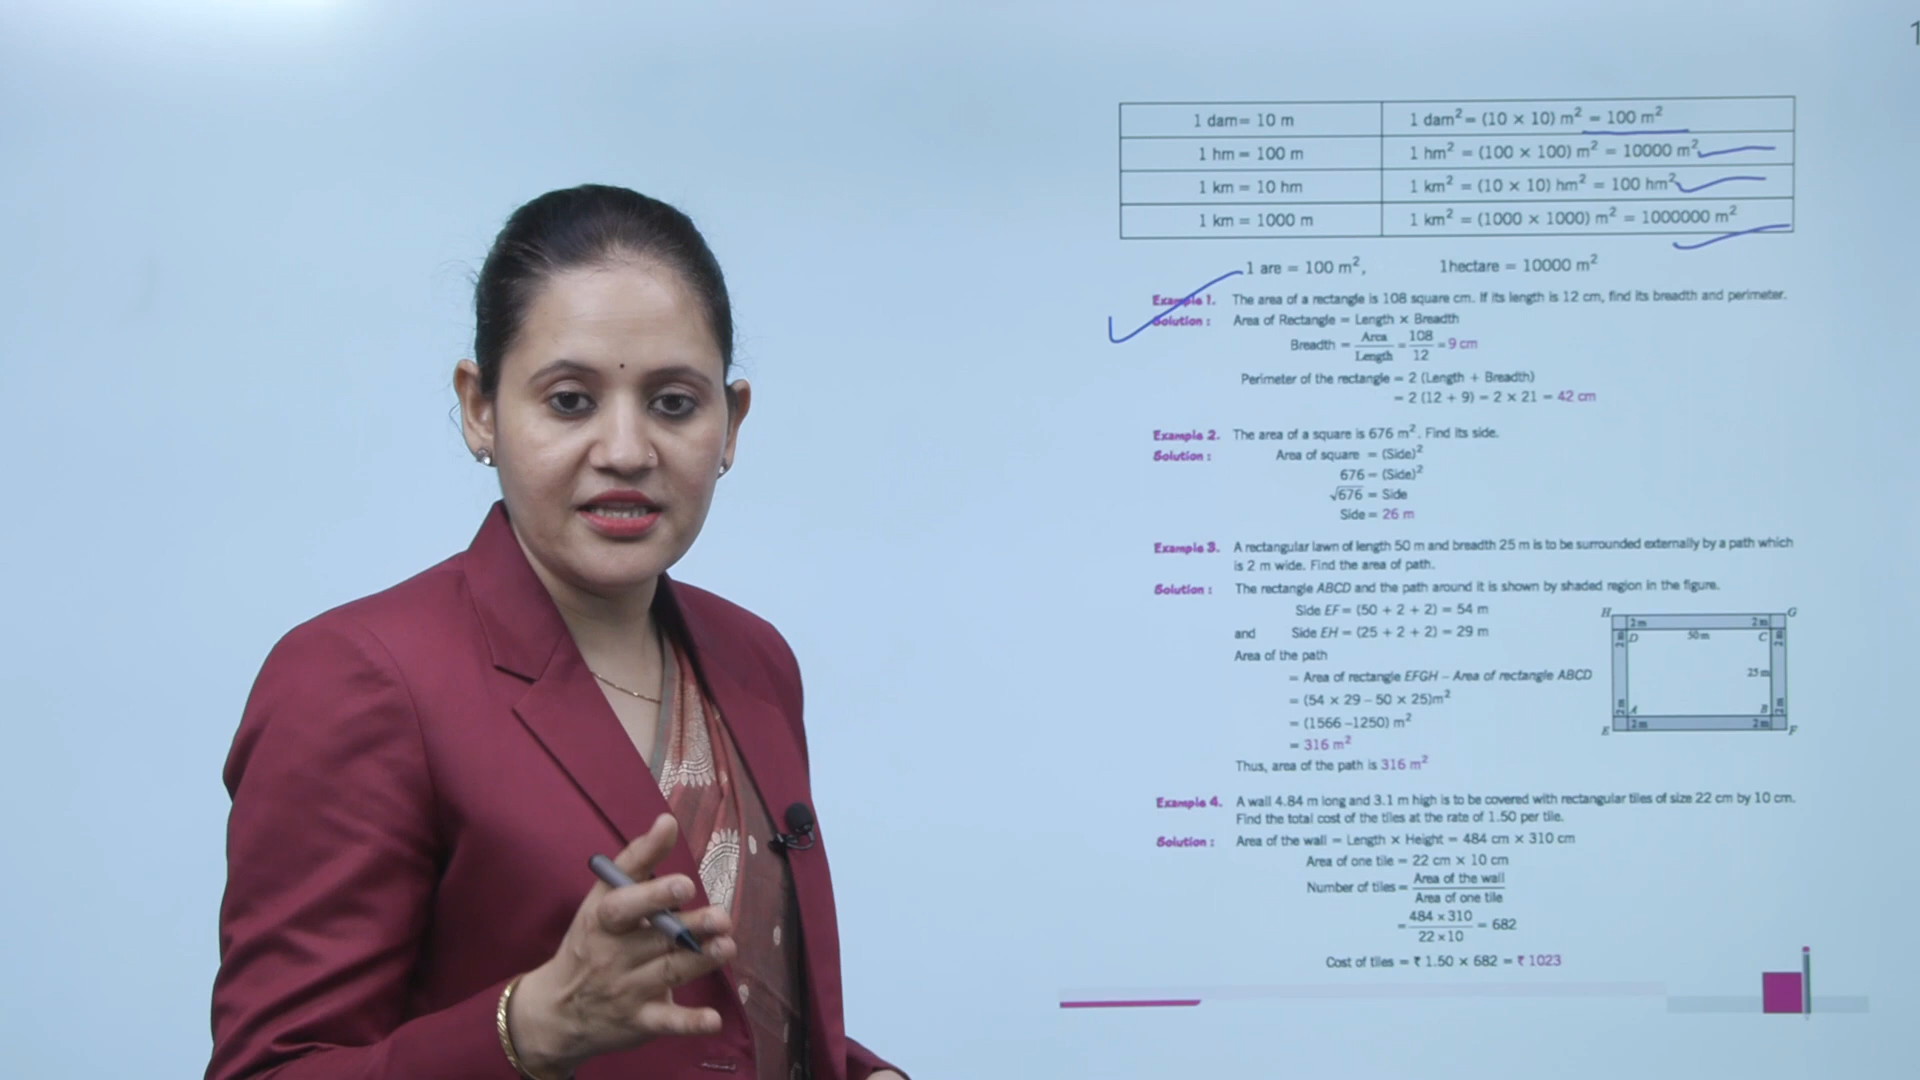 1
1 dam= 10 m 1 dam² = (10 × 10) m² = 100 m²
1 hm = 100 m 1 hm² = (100 × 100) m² = 10000 m²
1 km = 10 hm 1 km² = (10 × 10) hm² = 100 hm²
1 km = 1000 m 1 km² = (1000 × 1000) m² = 1000000 m²
1 are = 100 m², 1hectare = 10000 m²
Example 1. The area of a rectangle is 108 square cm. If its length is 12 cm, find its breadth and perimeter.
Solution : Area of Rectangle = Length × Breadth
Breadth = Area/Length = 108/12 = 9 cm
Perimeter of the rectangle = 2 (Length + Breadth)
= 2 (12 + 9) = 2 × 21 = 42 cm
Example 2. The area of a square is 676 m². Find its side.
Solution : Area of square = (Side)²
676 = (Side)²
√676 = Side
Side = 26 m
Example 3. A rectangular lawn of length 50 m and breadth 25 m is to be surrounded externally by a path which
is 2 m wide. Find the area of path.
Solution : The rectangle ABCD and the path around it is shown by shaded region in the figure.
Side EF = (50 + 2 + 2) = 54 m
and Side EH = (25 + 2 + 2) = 29 m
Area of the path
= Area of rectangle EFGH – Area of rectangle ABCD
= (54 × 29 – 50 × 25)m²
= (1566 –1250) m²
= 316 m²
Thus, area of the path is 316 m²
H G
2m 2m
2m D 50m C 2m
25m
2m A B 2m
E 2m 2m F
Example 4. A wall 4.84 m long and 3.1 m high is to be covered with rectangular tiles of size 22 cm by 10 cm.
Find the total cost of the tiles at the rate of 1.50 per tile.
Solution : Area of the wall = Length × Height = 484 cm × 310 cm
Area of one tile = 22 cm × 10 cm
Number of tiles = Area of the wall/Area of one tile
= 484 × 310/22 × 10 = 682
Cost of tiles = ₹ 1.50 × 682 = ₹ 1023